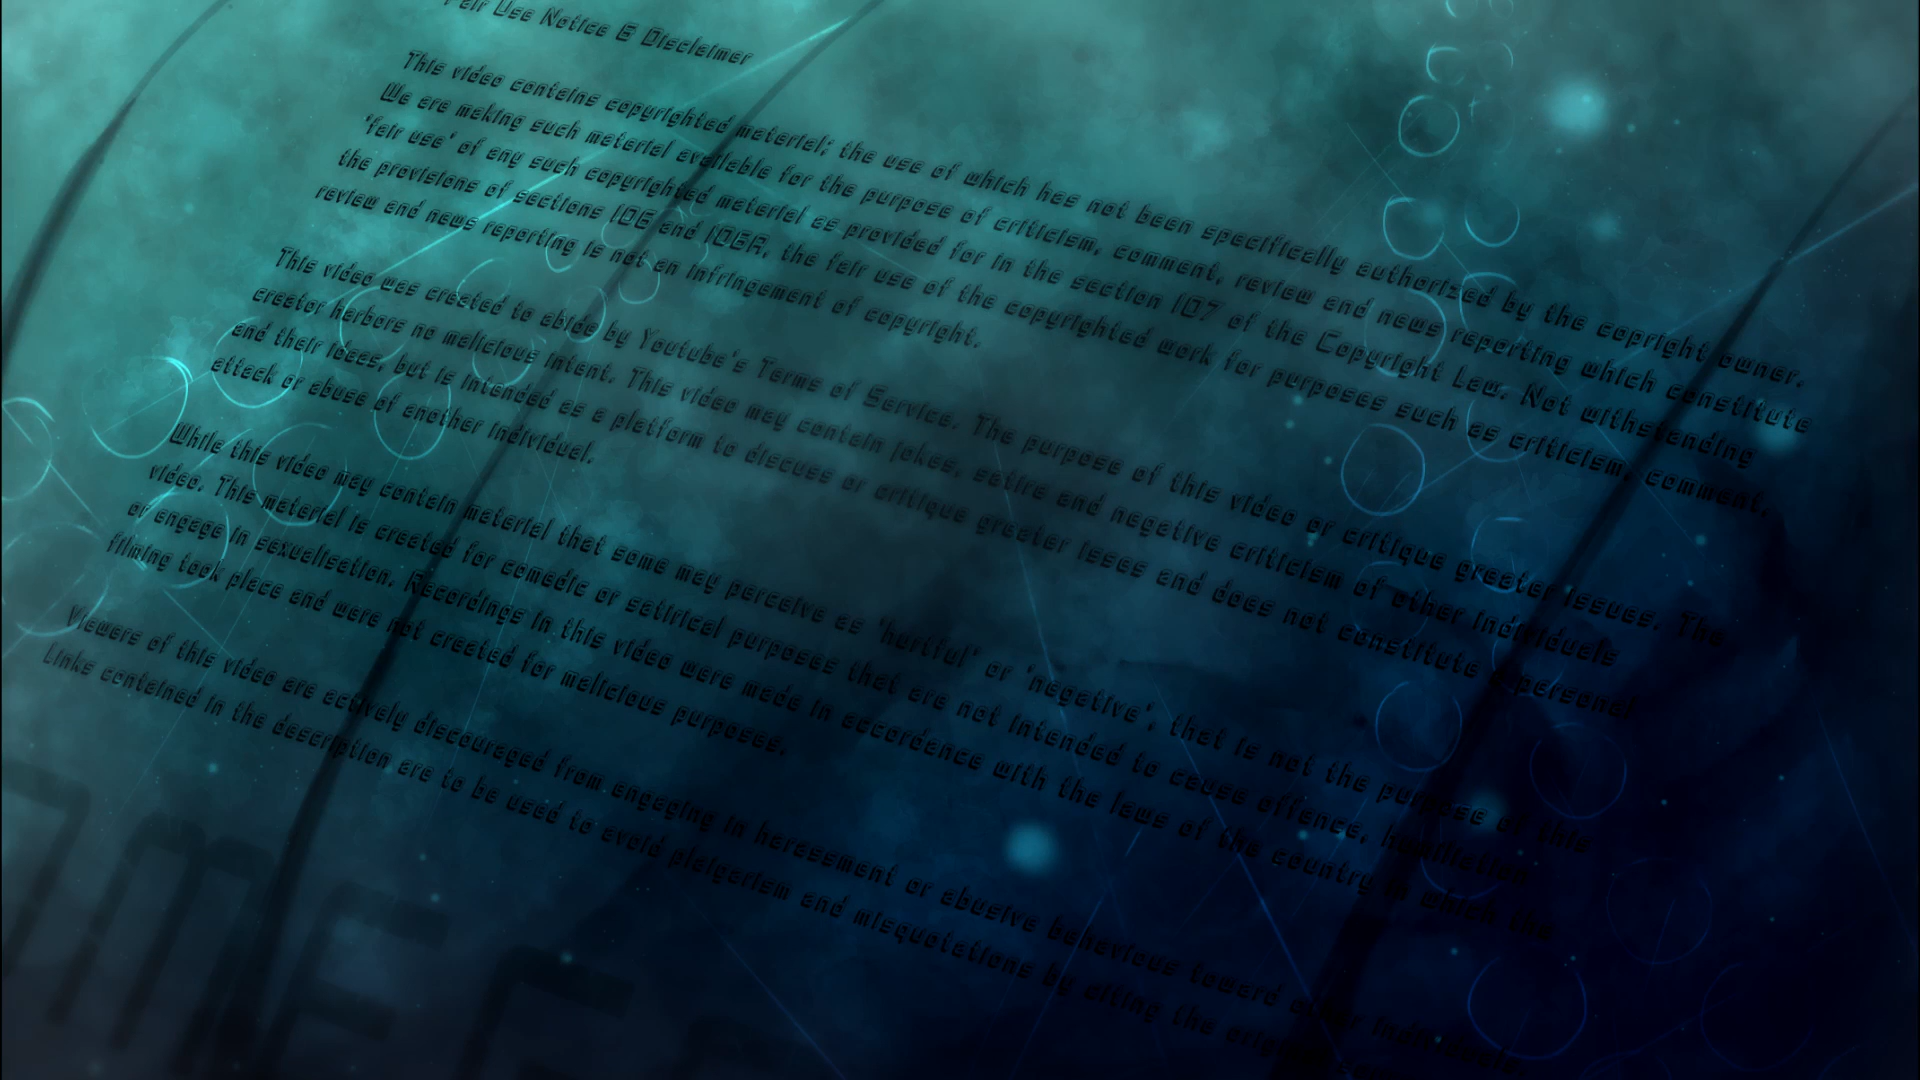 Fair Use Notice & Disclaimer
This video contains copyrighted material; the use of which has not been specifically authorized by the copright owner.
We are making such material available for the purpose of criticism, comment, review and news reporting which constitute
'fair use' of any such copyrighted material as provided for in the section 107 of the Copyright Law. Not withstanding
the provisions of sections 106 and 106A, the fair use of the copyrighted work for purposes such as criticism, comment,
review and news reporting is not an infringement of copyright.
This video was created to abide by Youtube's Terms of Service. The purpose of this video or critique greater issues. The
creator harbors no malicious intent. This video may contain jokes, satire and negative criticism of other individuals
and their ideas, but is intended as a platform to discuss or critique greater isses and does not constitute a personal
attack or abuse of another individual.
While this video may contain material that some may perceive as 'hurtful' or 'negative', that is not the purpose of this
video. This material is created for comedic or satirical purposes that are not intended to cause offence, humiliation
or engage in sexualisation. Recordings in this video were made in accordance with the laws of the country in which the
filming took place and were not created for malicious purposes.
Viewers of this video are actively discouraged from engaging in harassment or abusive behaviour toward other individuals.
Links contained in the description are to be used to avoid plaigarism and misquotations by citing the